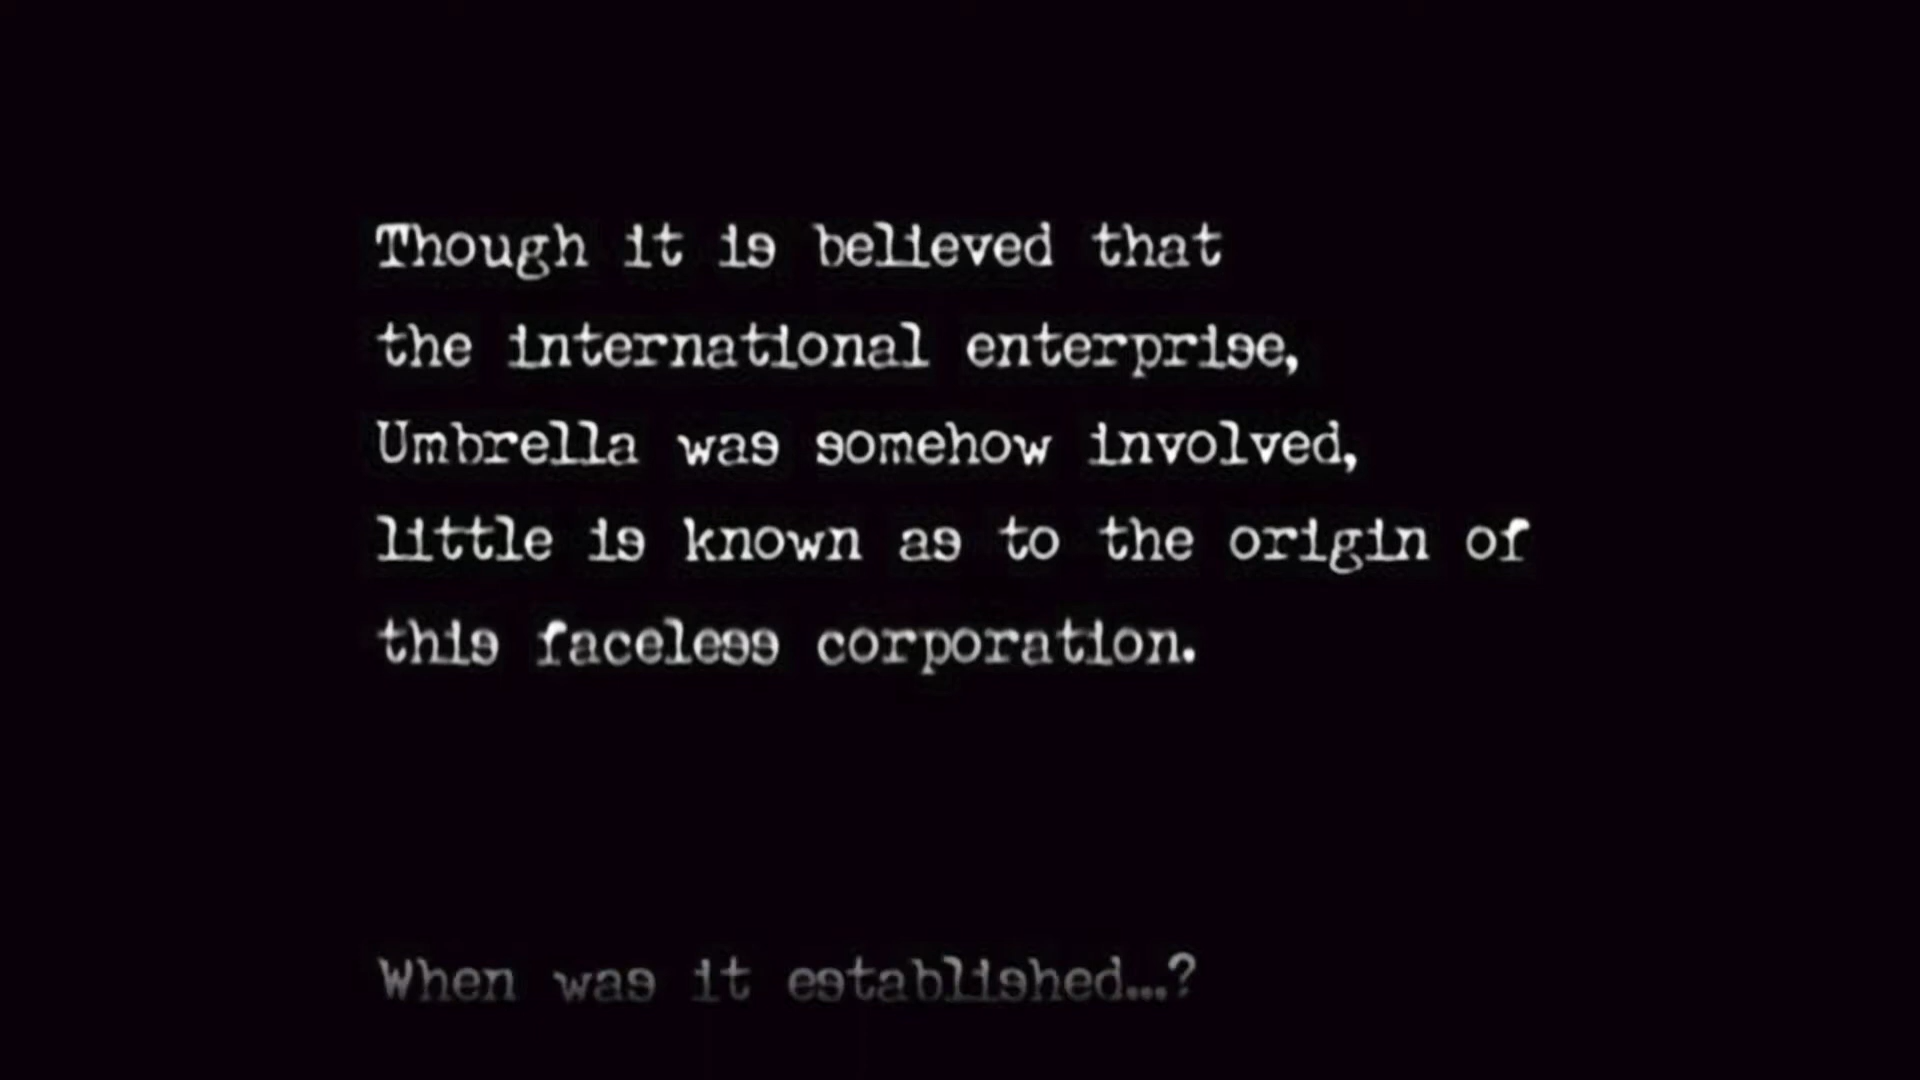 Though it is believed that
the international enterprise,
Umbrella was somehow involved,
little is known as to the origin of
this faceless corporation.
When was it established...?